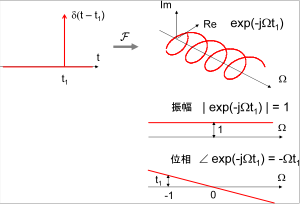 δ(t – t₁)
t
t₁
ℱ
Im
Re
exp(-jΩt₁)
Ω
振幅 | exp(-jΩt₁) | = 1
1
Ω
位相 ∠ exp(-jΩt₁) = -Ωt₁
t₁
Ω
-1
0